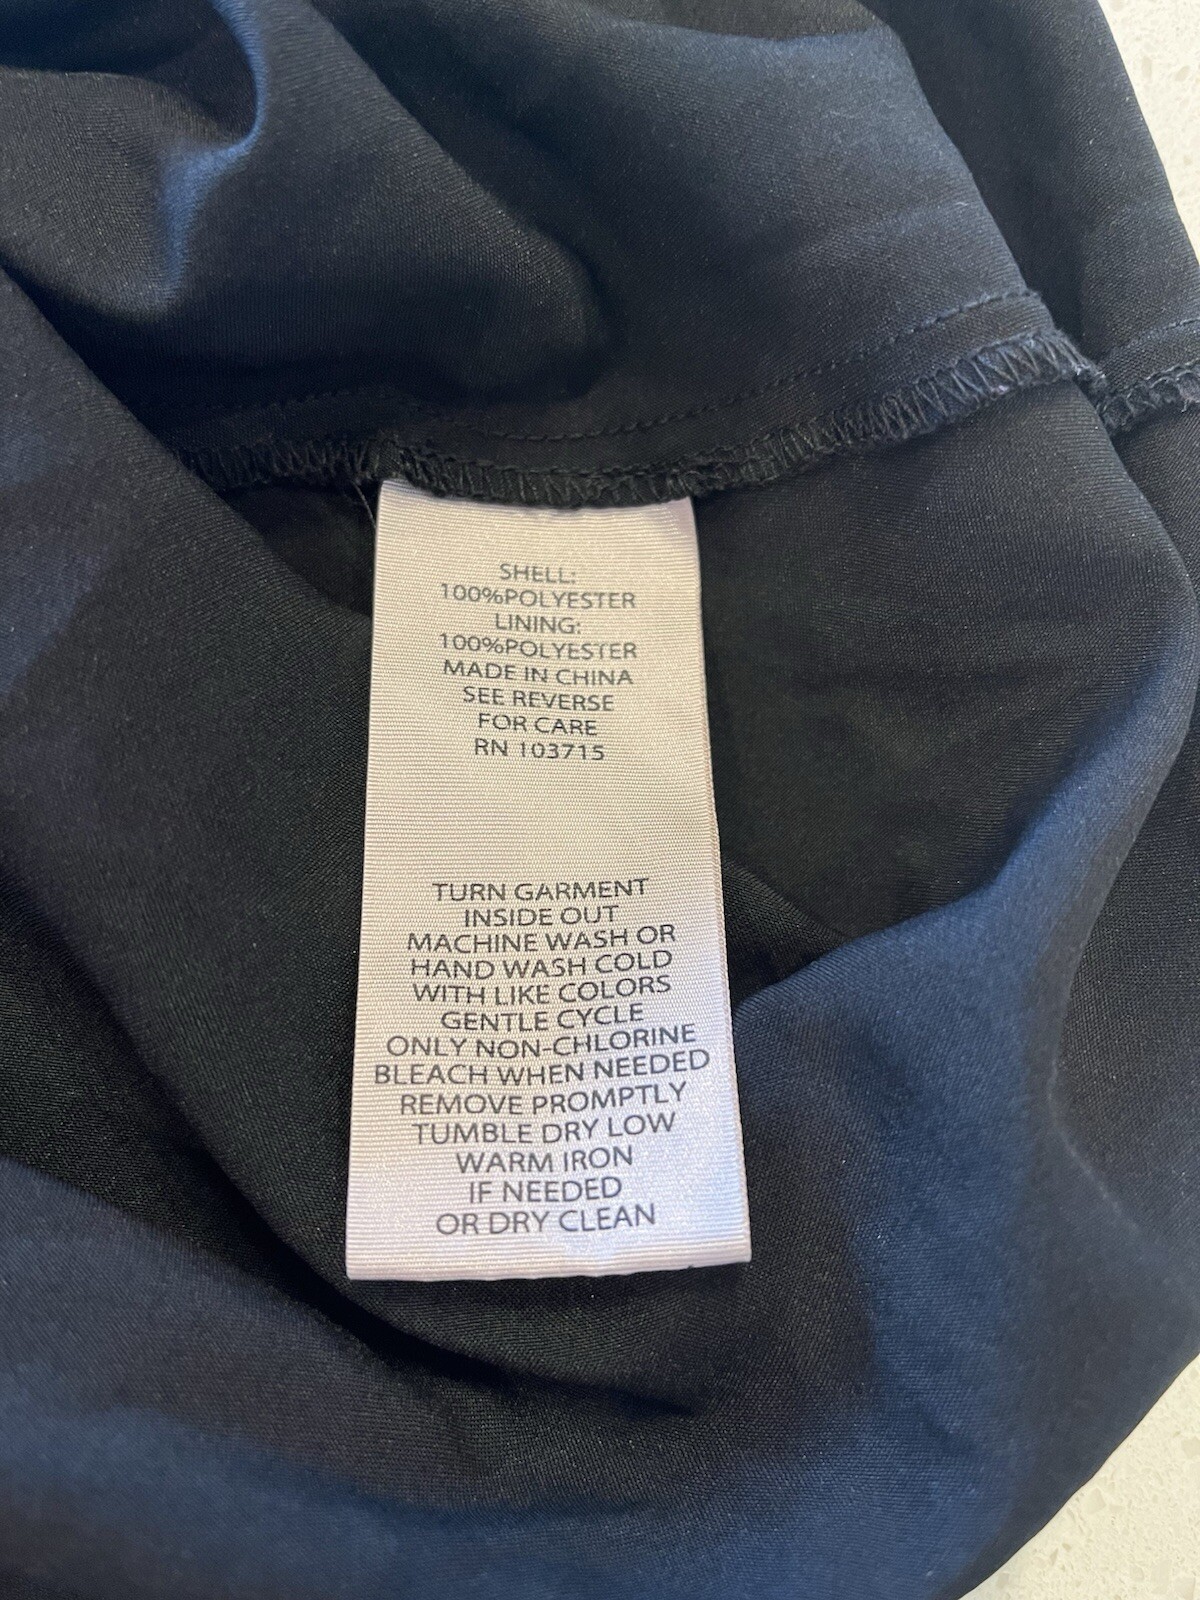 SHELL:
100%POLYESTER
LINING:
100%POLYESTER
MADE IN CHINA
SEE REVERSE
FOR CARE
RN 103715
TURN GARMENT
INSIDE OUT
MACHINE WASH OR
HAND WASH COLD
WITH LIKE COLORS
GENTLE CYCLE
ONLY NON-CHLORINE
BLEACH WHEN NEEDED
REMOVE PROMPTLY
TUMBLE DRY LOW
WARM IRON
IF NEEDED
OR DRY CLEAN